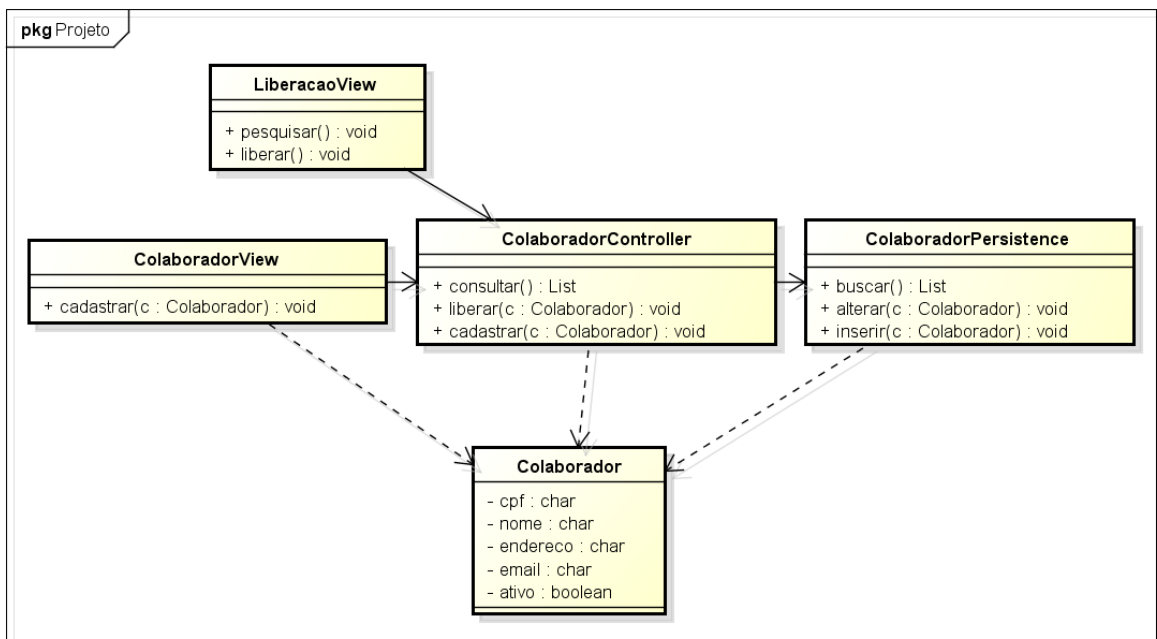 pkg Projeto
LiberacaoView
+ pesquisar() : void
+ liberar() : void
ColaboradorView
+ cadastrar(c : Colaborador) : void
ColaboradorController
+ consultar() : List
+ liberar(c : Colaborador) : void
+ cadastrar(c : Colaborador) : void
ColaboradorPersistence
+ buscar() : List
+ alterar(c : Colaborador) : void
+ inserir(c : Colaborador) : void
Colaborador
- cpf : char
- nome : char
- endereco : char
- email : char
- ativo : boolean